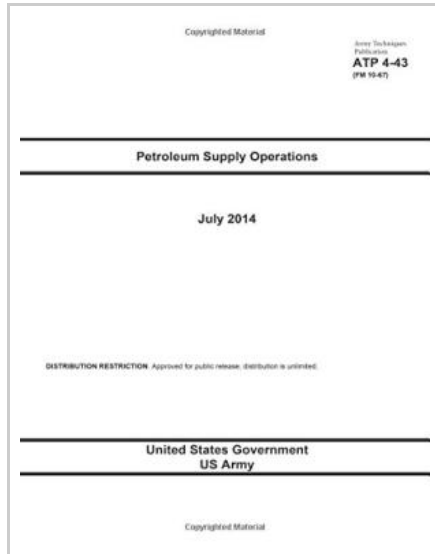 Copyrighted Material
Army Techniques
Publication
ATP 4-43
(FM 10-67)
Petroleum Supply Operations
July 2014
DISTRIBUTION RESTRICTION: Approved for public release; distribution is unlimited.
United States Government
US Army
Copyrighted Material